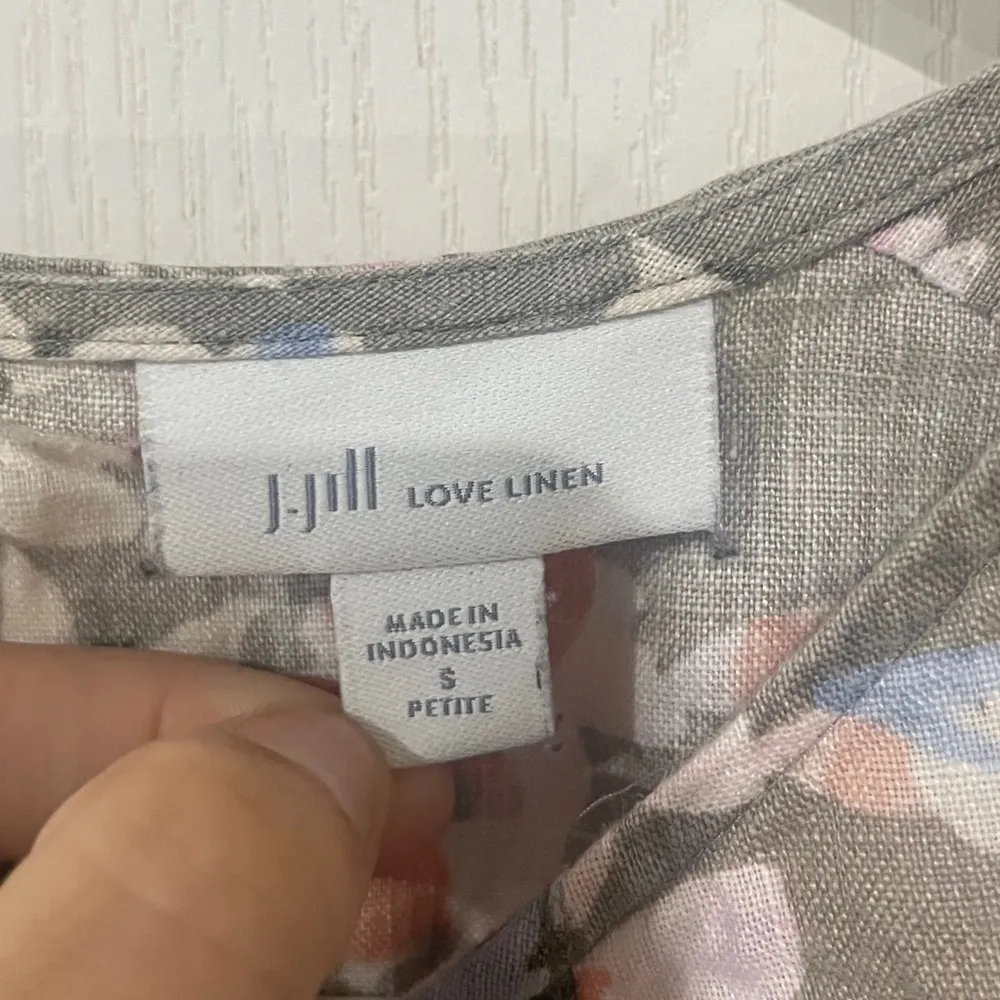 J.Jill LOVE LINEN
MADE IN
INDONESIA
S
PETITE